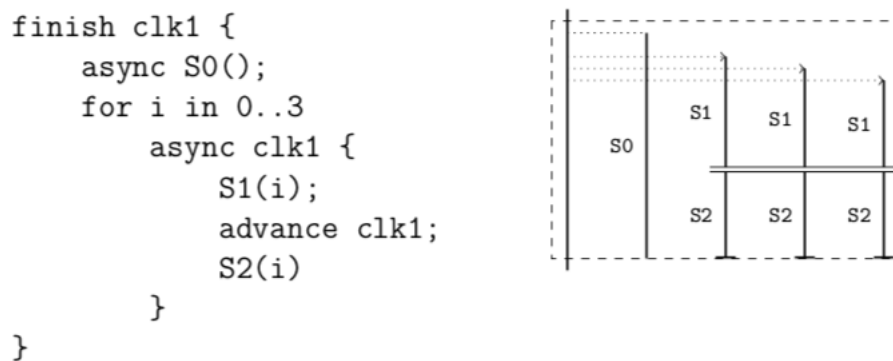 finish clk1 {
    async S0();
    for i in 0..3
        async clk1 {
            S1(i);
            advance clk1;
            S2(i)
        }
}
S1 S1 S1
S0
S2 S2 S2